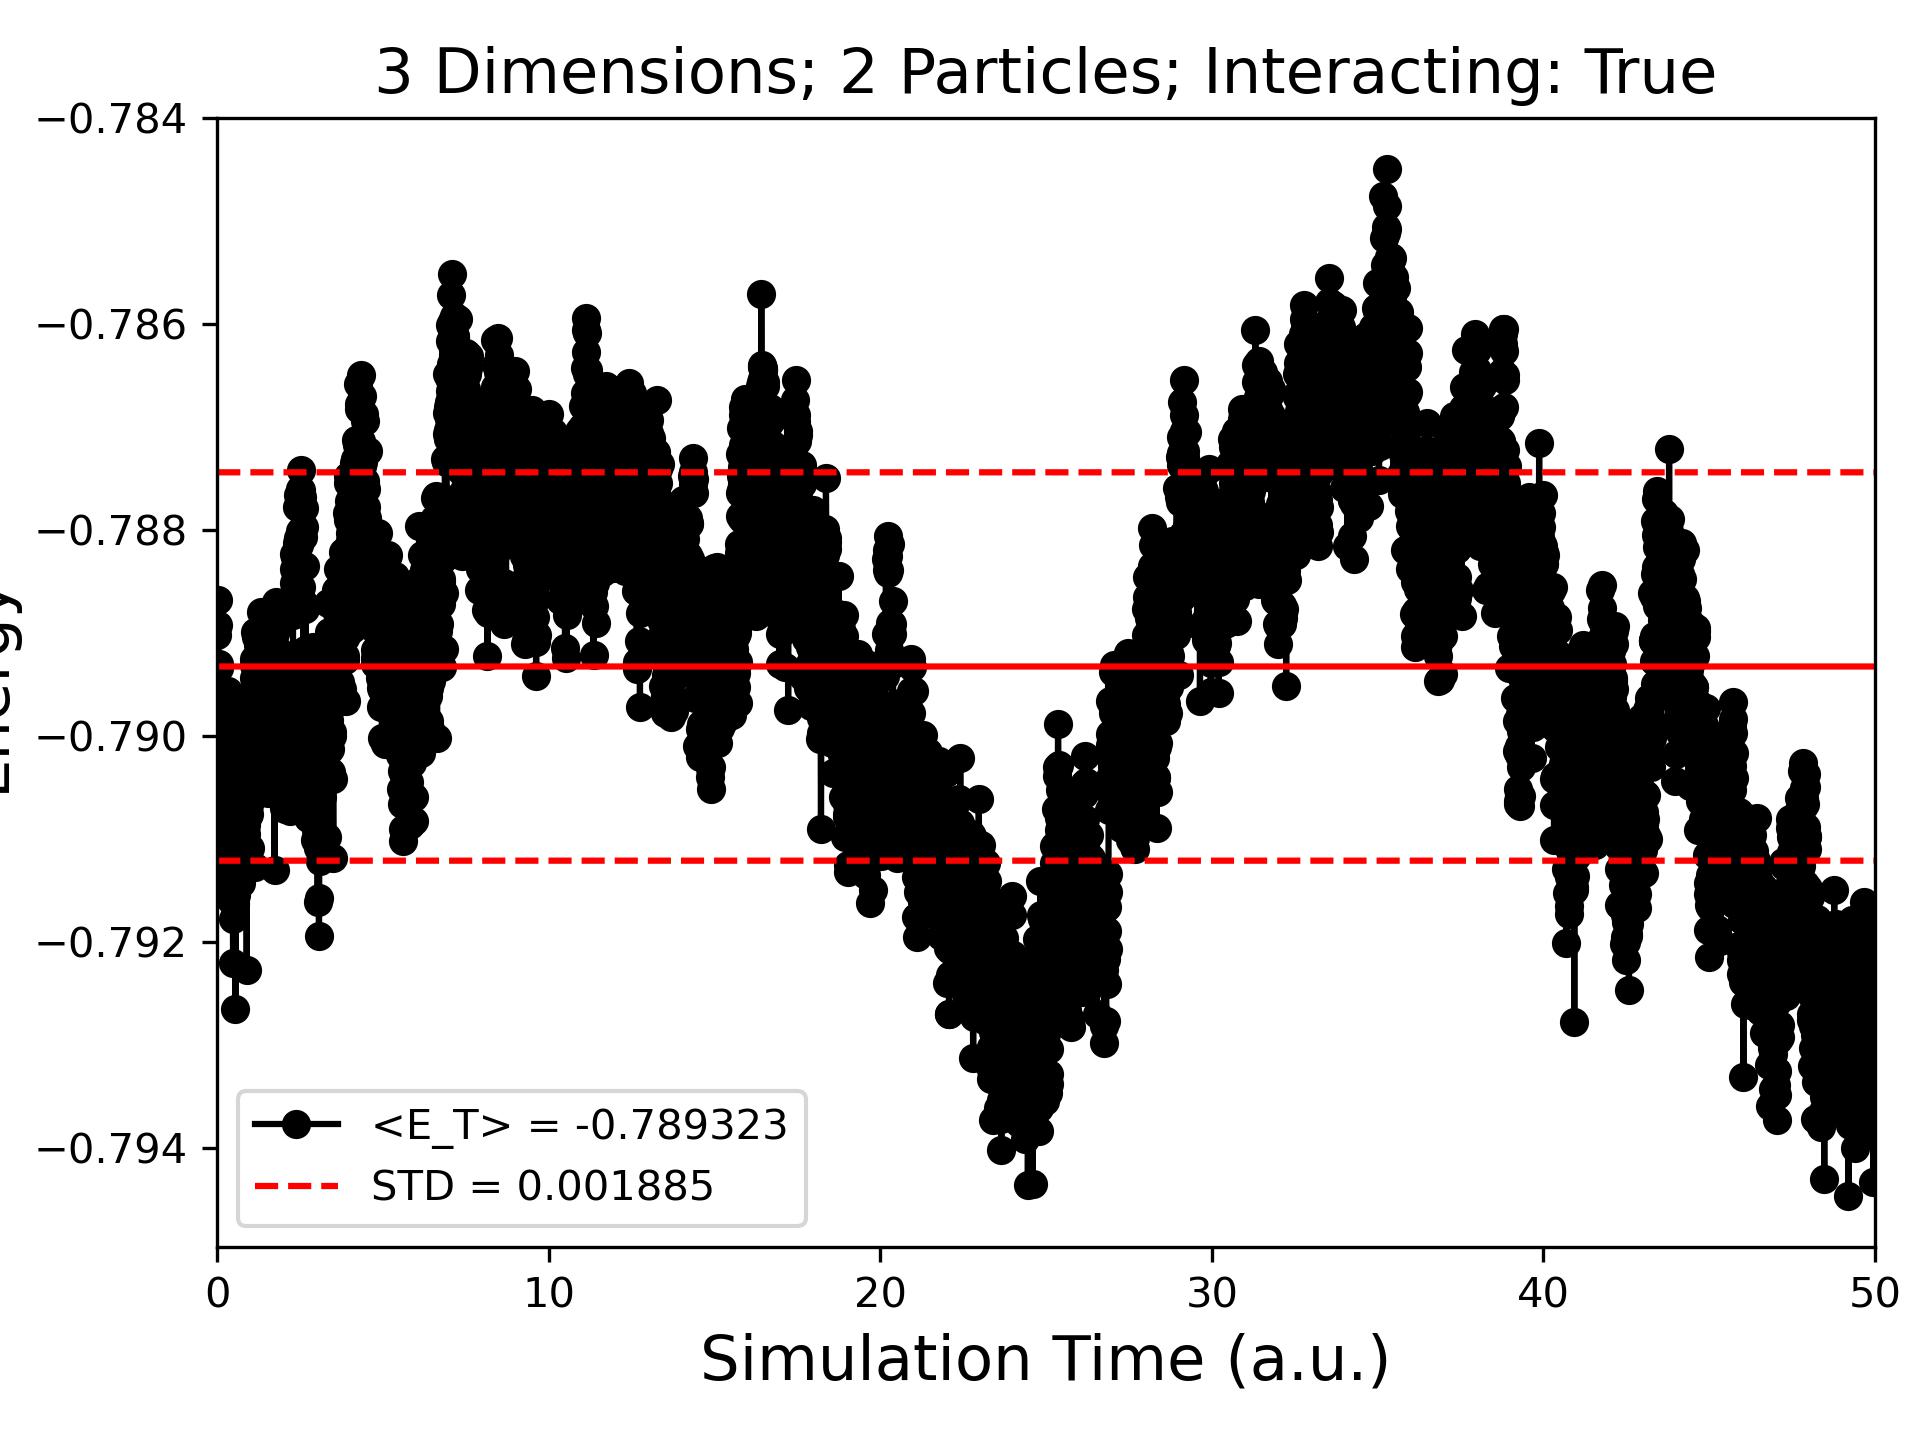 3 Dimensions; 2 Particles; Interacting: True
−0.784
−0.786
−0.788
−0.790
−0.792
−0.794
Energy
<E_T> = -0.789323
STD = 0.001885
0 10 20 30 40 50
Simulation Time (a.u.)